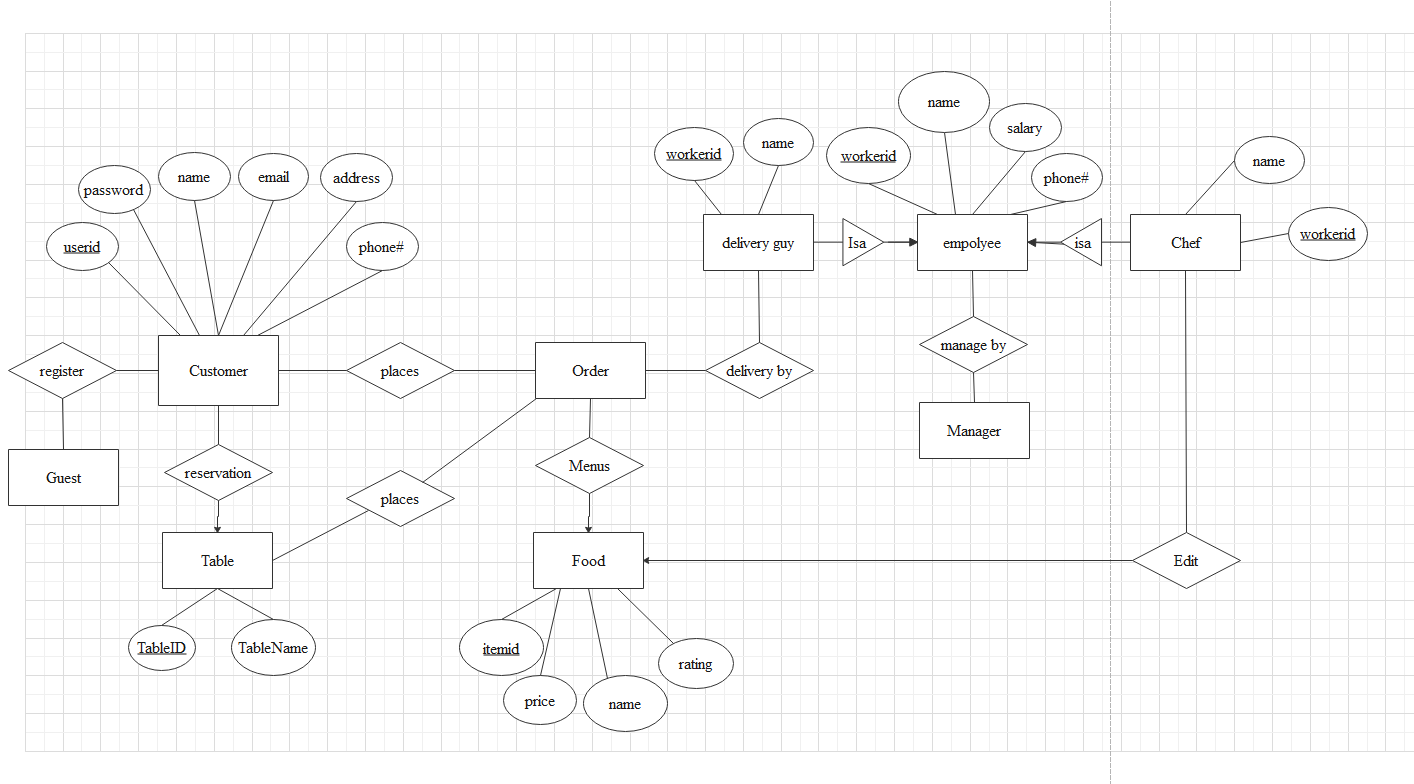 name
salary
workerid
name
workerid
phone#
name
workerid
password
name
email
address
userid
phone#
delivery guy
Isa
empolyee
isa
Chef
register
Customer
places
Order
delivery by
manage by
Manager
Guest
reservation
places
Menus
Table
Food
Edit
TableID
TableName
itemid
rating
price
name